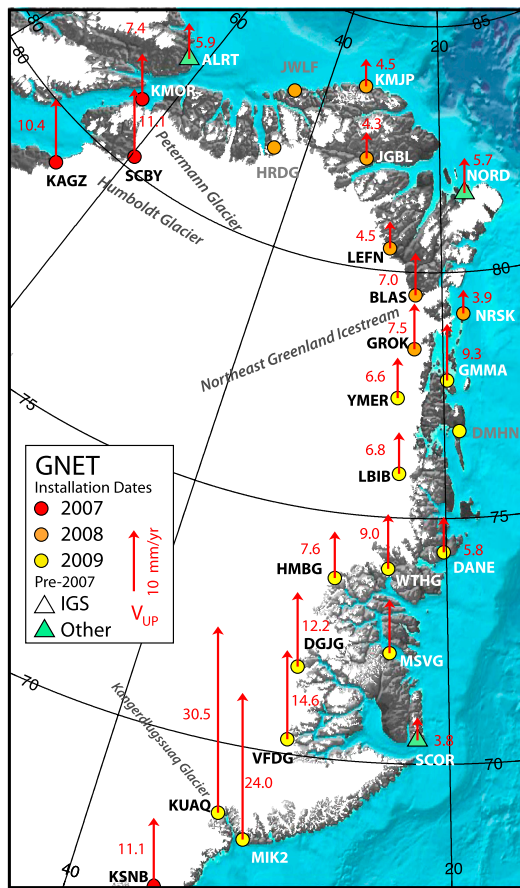 80
60
40
20
85
7.4
5.9
ALRT
JWLF
4.5
KMJP
KMOR
10.4
11.1
4.3
JGBL
KAGZ
SCBY
Petermann Glacier
HRDG
5.7
NORD
Humboldt Glacier
4.5
LEFN
80
7.0
BLAS
3.9
NRSK
Northeast Greenland Icestream
7.5
GROK
9.3
GMMA
6.6
YMER
75
DMHN
6.8
LBIB
GNET
Installation Dates
2007
2008
2009
Pre-2007
IGS
Other
VUP
10 mm/yr
75
9.0
7.6
5.8
HMBG
WTHG
DANE
12.2
DGJG
MSVG
70
14.6
30.5
Kangerdlugssuaq Glacier
VFDG
3.8
SCOR
70
24.0
KUAQ
MIK2
11.1
KSNB
40
20